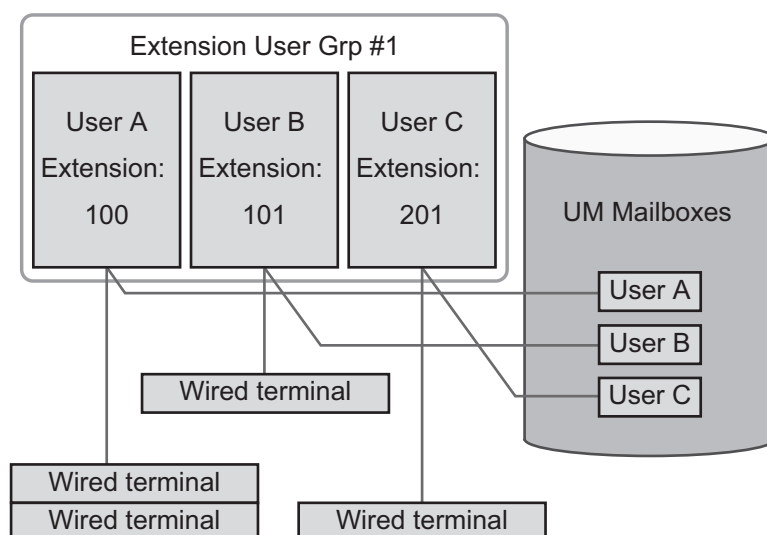 Extension User Grp #1
User A
Extension:
100
User B
Extension:
101
User C
Extension:
201
UM Mailboxes
User A
User B
User C
Wired terminal
Wired terminal
Wired terminal
Wired terminal